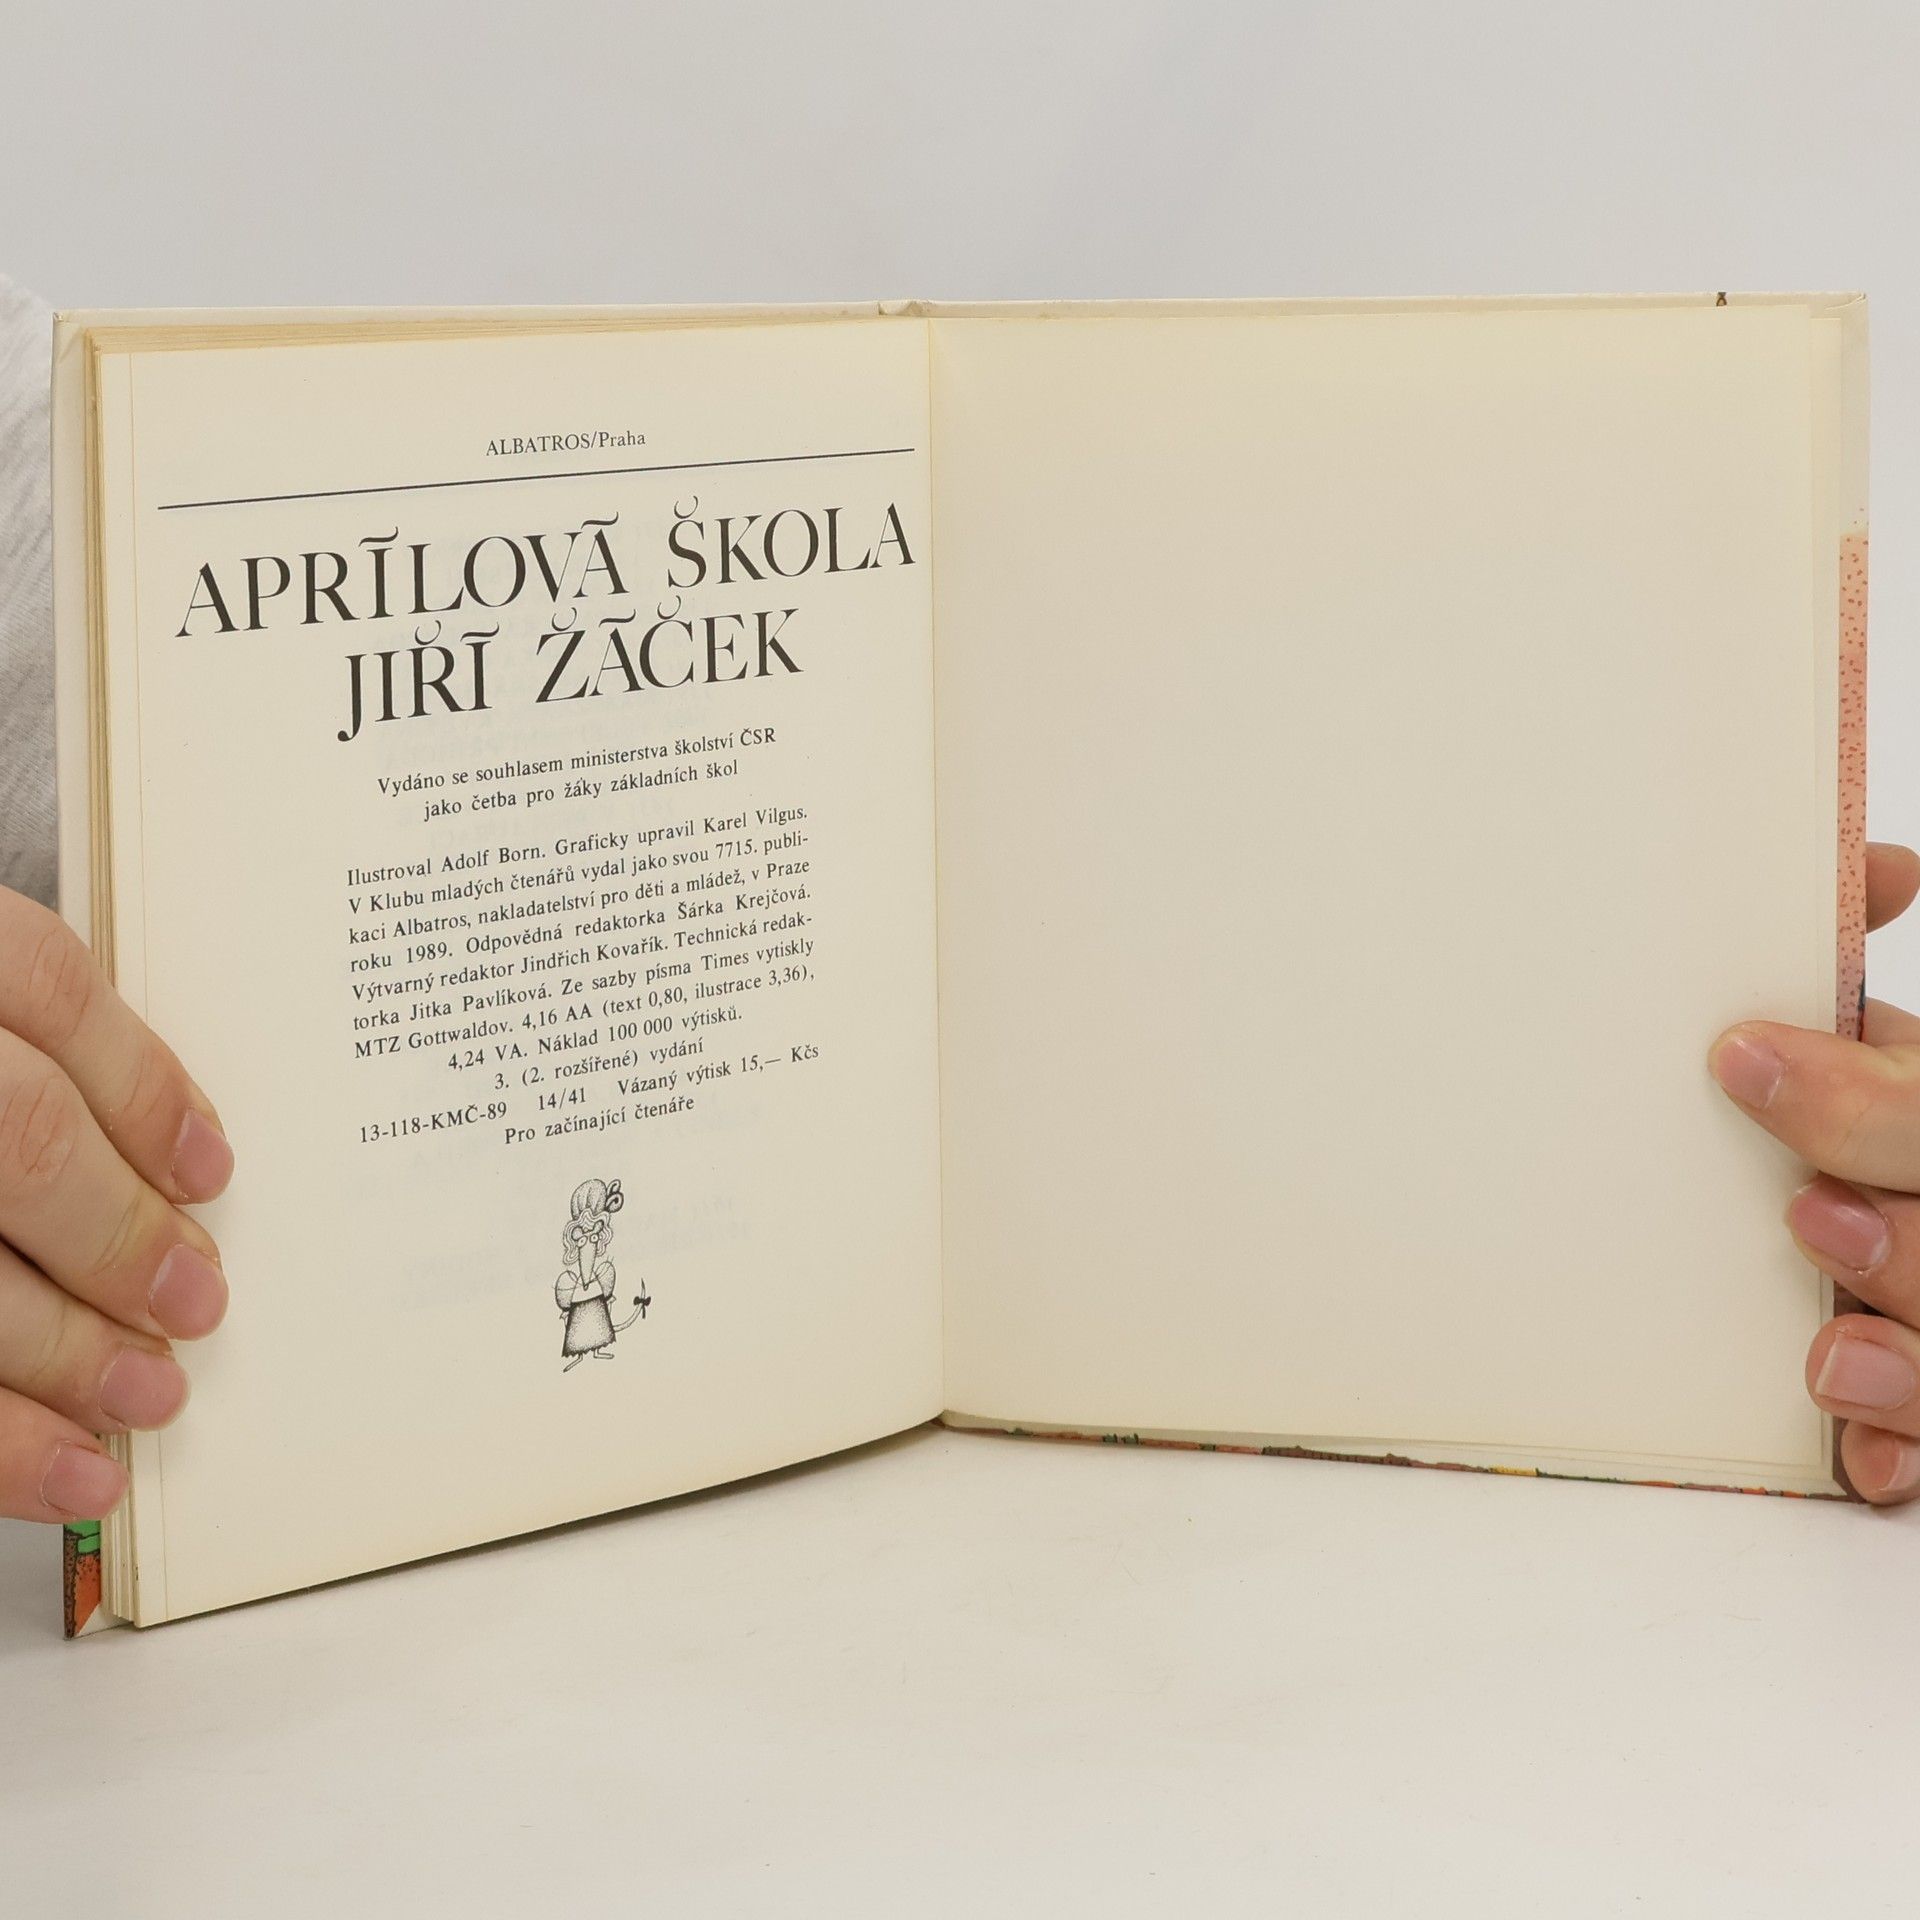 ALBATROS/Praha
APRÍLOVÁ ŠKOLA
JIŘÍ ŽÁČEK
Vydáno se souhlasem ministerstva školství ČSR
jako četba pro žáky základních škol
Ilustroval Adolf Born. Graficky upravil Karel Vilgus.
V Klubu mladých čtenářů vydal jako svou 7715. publi-
kaci Albatros, nakladatelství pro děti a mládež, v Praze
roku 1989. Odpovědná redaktorka Šárka Krejčová.
Výtvarný redaktor Jindřich Kovařík. Technická redak-
torka Jitka Pavlíková. Ze sazby písma Times vytiskly
MTZ Gottwaldov. 4,16 AA (text 0,80, ilustrace 3,36),
4,24 VA. Náklad 100 000 výtisků.
3. (2. rozšířené) vydání
13-118-KMČ-89 14/41 Vázaný výtisk 15,— Kčs
Pro začínající čtenáře